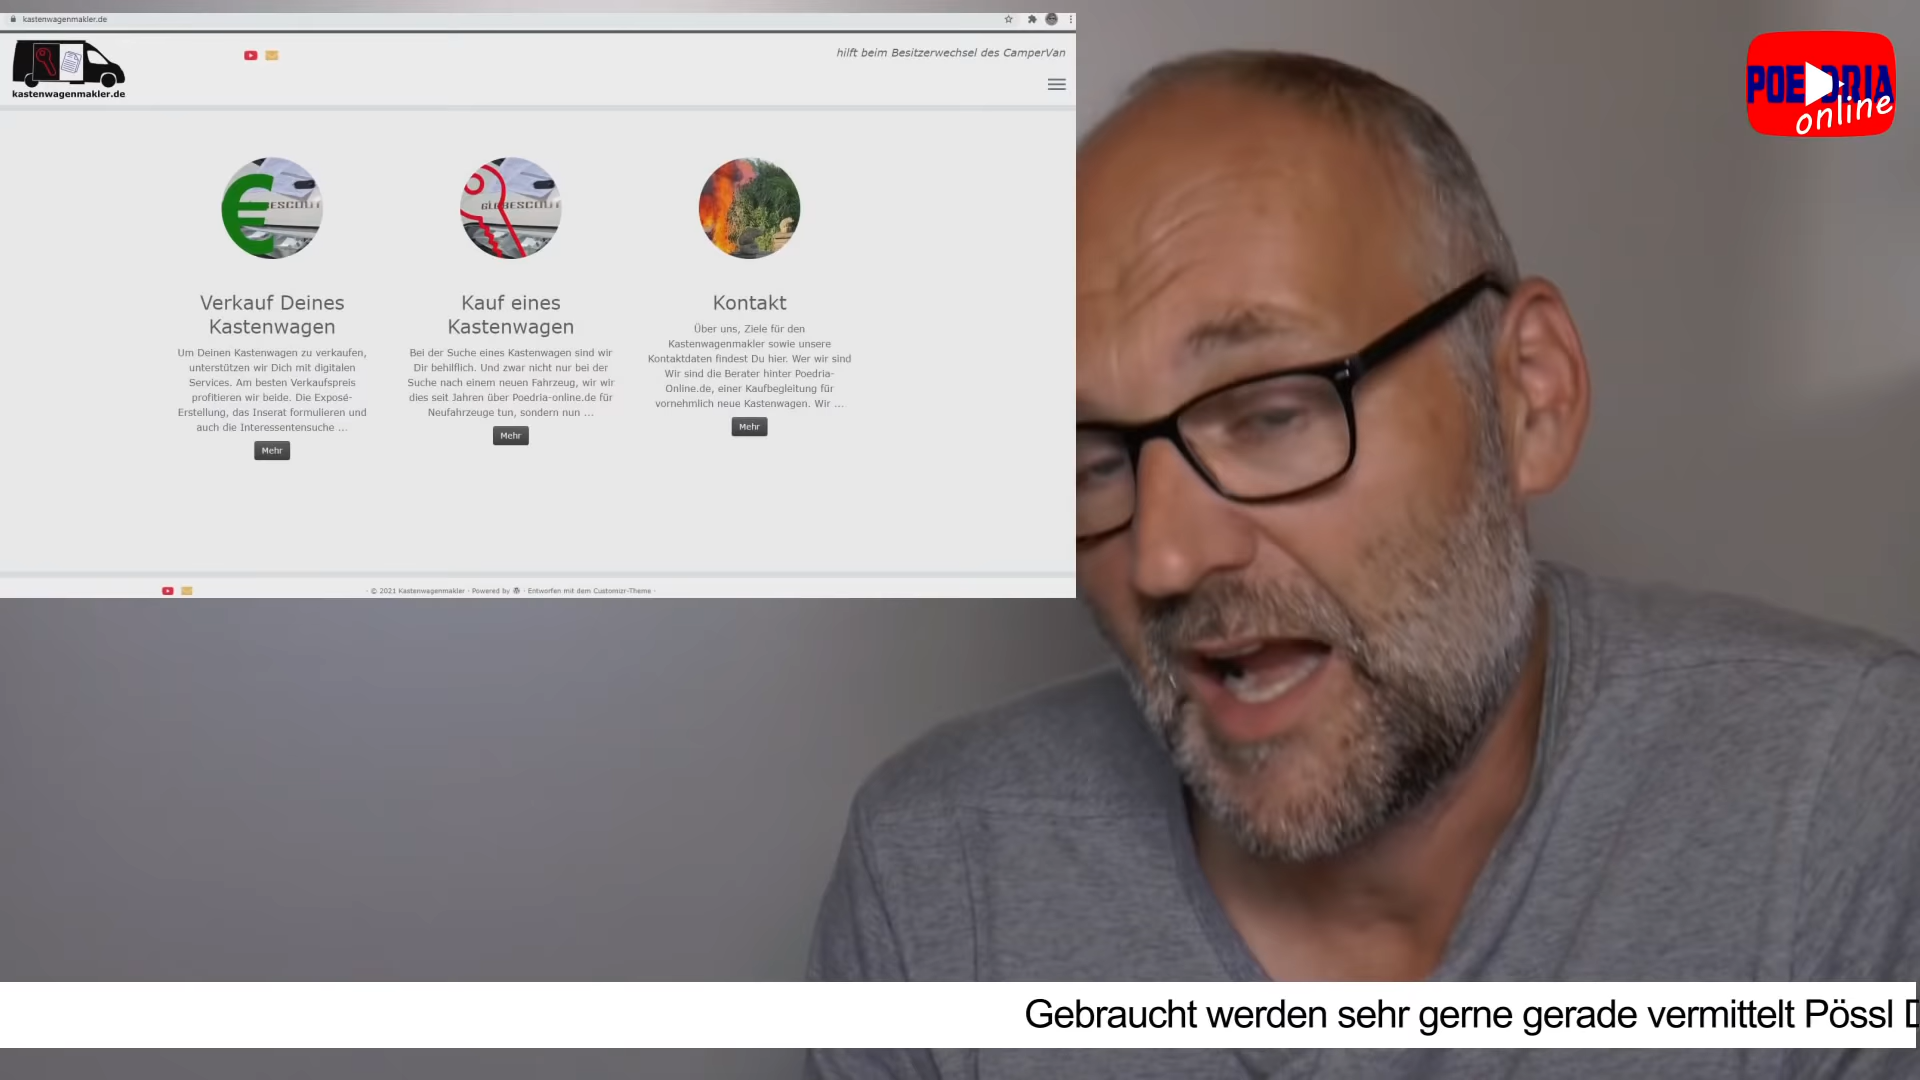 kastenwagenmakler.de
kastenwagenmakler.de
hilft beim Besitzerwechsel des CamperVan
POEDRIA
online
GLOBESCOUT
Verkauf Deines
Kastenwagen
Um Deinen Kastenwagen zu verkaufen,
unterstützen wir Dich mit digitalen
Services. Am besten Verkaufspreis
profitieren wir beide. Die Exposé-
Erstellung, das Inserat formulieren und
auch die Interessentensuche ...
Mehr
Kauf eines
Kastenwagen
Bei der Suche eines Kastenwagen sind wir
Dir behilflich. Und zwar nicht nur bei der
Suche nach einem neuen Fahrzeug, wir wir
dies seit Jahren über Poedria-online.de für
Neufahrzeuge tun, sondern nun ...
Mehr
Kontakt
Über uns, Ziele für den
Kastenwagenmakler sowie unsere
Kontaktdaten findest Du hier. Wer wir sind
Wir sind die Berater hinter Poedria-
Online.de, einer Kaufbegleitung für
vornehmlich neue Kastenwagen. Wir ...
Mehr
· © 2021 Kastenwagenmakler · Powered by · Entworfen mit dem Customizr-Theme ·
Gebraucht werden sehr gerne gerade vermittelt Pössl